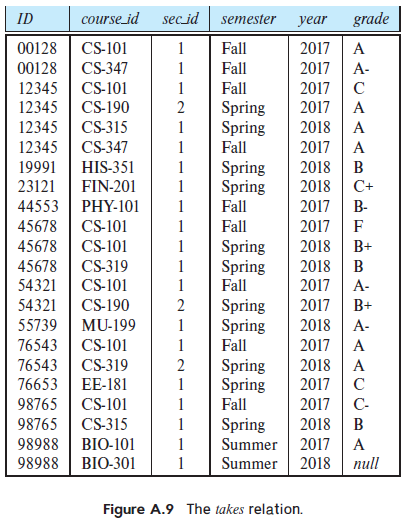 ID course_id sec_id semester year grade
00128 CS-101 1 Fall 2017 A
00128 CS-347 1 Fall 2017 A-
12345 CS-101 1 Fall 2017 C
12345 CS-190 2 Spring 2017 A
12345 CS-315 1 Spring 2018 A
12345 CS-347 1 Fall 2017 A
19991 HIS-351 1 Spring 2018 B
23121 FIN-201 1 Spring 2018 C+
44553 PHY-101 1 Fall 2017 B-
45678 CS-101 1 Fall 2017 F
45678 CS-101 1 Spring 2018 B+
45678 CS-319 1 Spring 2018 B
54321 CS-101 1 Fall 2017 A-
54321 CS-190 2 Spring 2017 B+
55739 MU-199 1 Spring 2018 A-
76543 CS-101 1 Fall 2017 A
76543 CS-319 2 Spring 2018 A
76653 EE-181 1 Spring 2017 C
98765 CS-101 1 Fall 2017 C-
98765 CS-315 1 Spring 2018 B
98988 BIO-101 1 Summer 2017 A
98988 BIO-301 1 Summer 2018 null
Figure A.9 The takes relation.